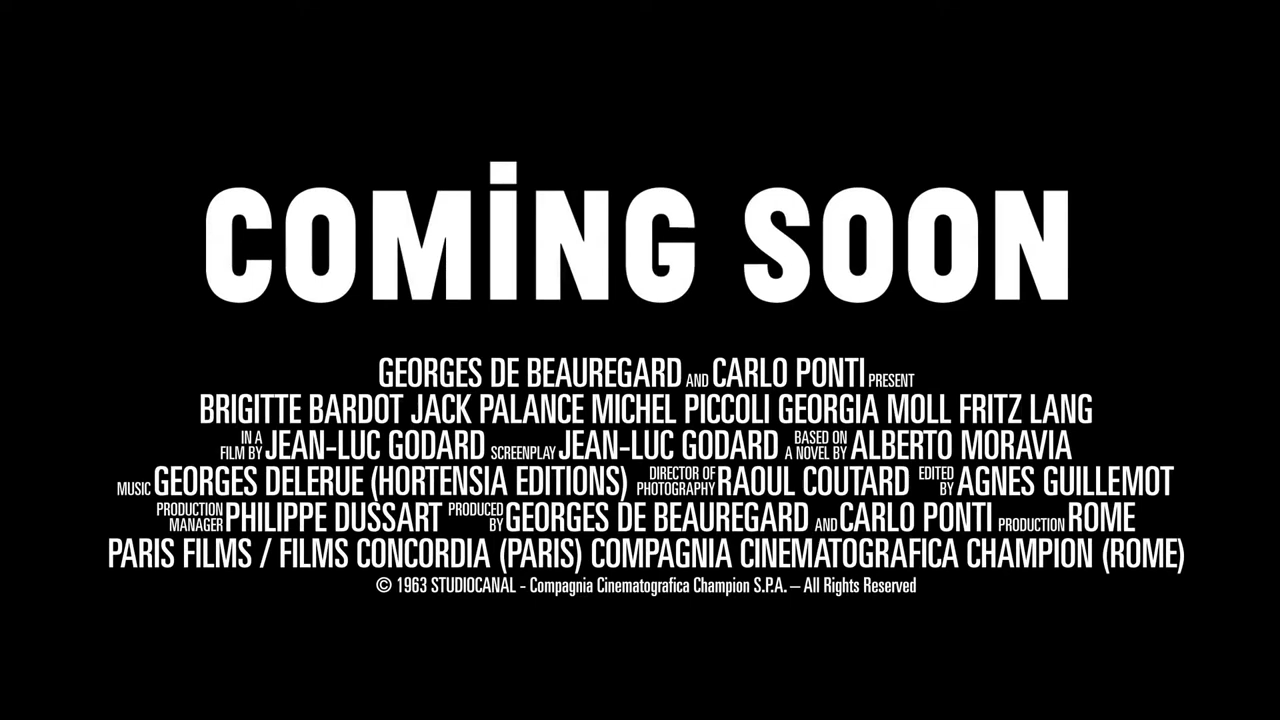 COMiNG SOON
GEORGES DE BEAUREGARD AND CARLO PONTI PRESENT
BRIGITTE BARDOT JACK PALANCE MICHEL PICCOLI GEORGIA MOLL FRITZ LANG
IN A FILM BY JEAN-LUC GODARD SCREENPLAY JEAN-LUC GODARD BASED ON A NOVEL BY ALBERTO MORAVIA
MUSIC GEORGES DELERUE (HORTENSIA EDITIONS) DIRECTOR OF PHOTOGRAPHY RAOUL COUTARD EDITED BY AGNES GUILLEMOT
PRODUCTION MANAGER PHILIPPE DUSSART PRODUCED BY GEORGES DE BEAUREGARD AND CARLO PONTI PRODUCTION ROME
PARIS FILMS / FILMS CONCORDIA (PARIS) COMPAGNIA CINEMATOGRAFICA CHAMPION (ROME)
© 1963 STUDIOCANAL - Compagnia Cinematografica Champion S.P.A. – All Rights Reserved